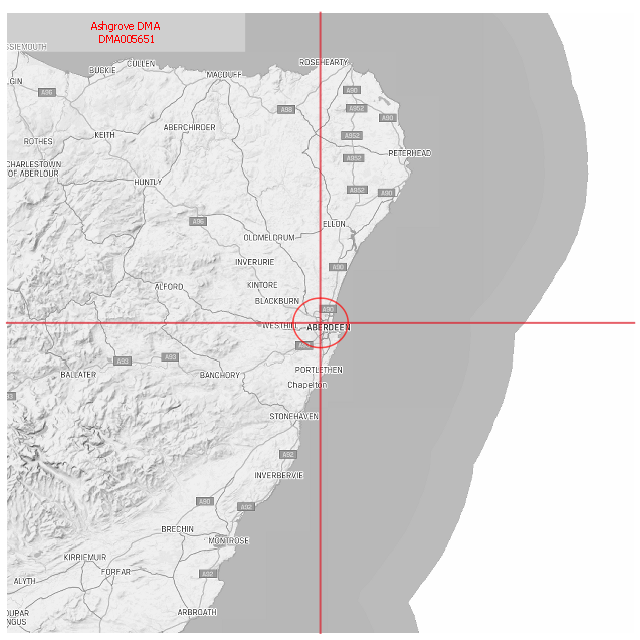 Ashgrove DMA
DMA005651
SSIEMOUTH
CULLEN
ROSEHEARTY
BUCKIE
MACDUFF
GIN
A96
A90
A98
A952
A90
ABERCHIRDER
KEITH
A952
ROTHES
PETERHEAD
A952
CHARLESTOWN
OF ABERLOUR
HUNTLY
A952
A90
A96
ELLON
OLDMELDRUM
INVERURIE
A90
ALFORD
KINTORE
BLACKBURN
WESTHILL
ABERDEEN
A93
A93
BALLATER
BANCHORY
PORTLETHEN
Chapelton
STONEHAVEN
A92
INVERBERVIE
A90
A92
BRECHIN
MONTROSE
KIRRIEMUIR
FORFAR
A92
ALYTH
OUPAR
NGUS
ARBROATH